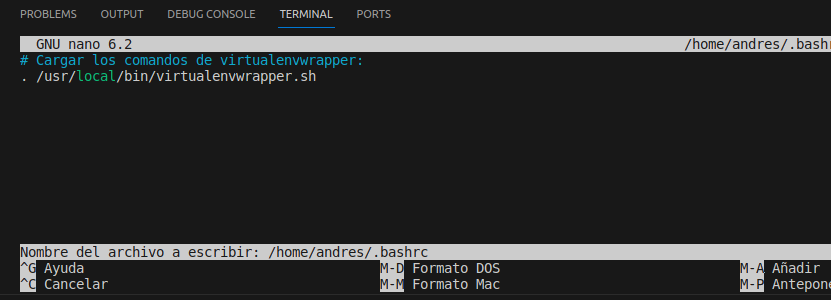 PROBLEMS OUTPUT DEBUG CONSOLE TERMINAL PORTS
GNU nano 6.2 /home/andres/.bashr
# Cargar los comandos de virtualenvwrapper:
. /usr/local/bin/virtualenvwrapper.sh
Nombre del archivo a escribir: /home/andres/.bashrc
^G Ayuda M-D Formato DOS M-A Añadir
^C Cancelar M-M Formato Mac M-P Antepone